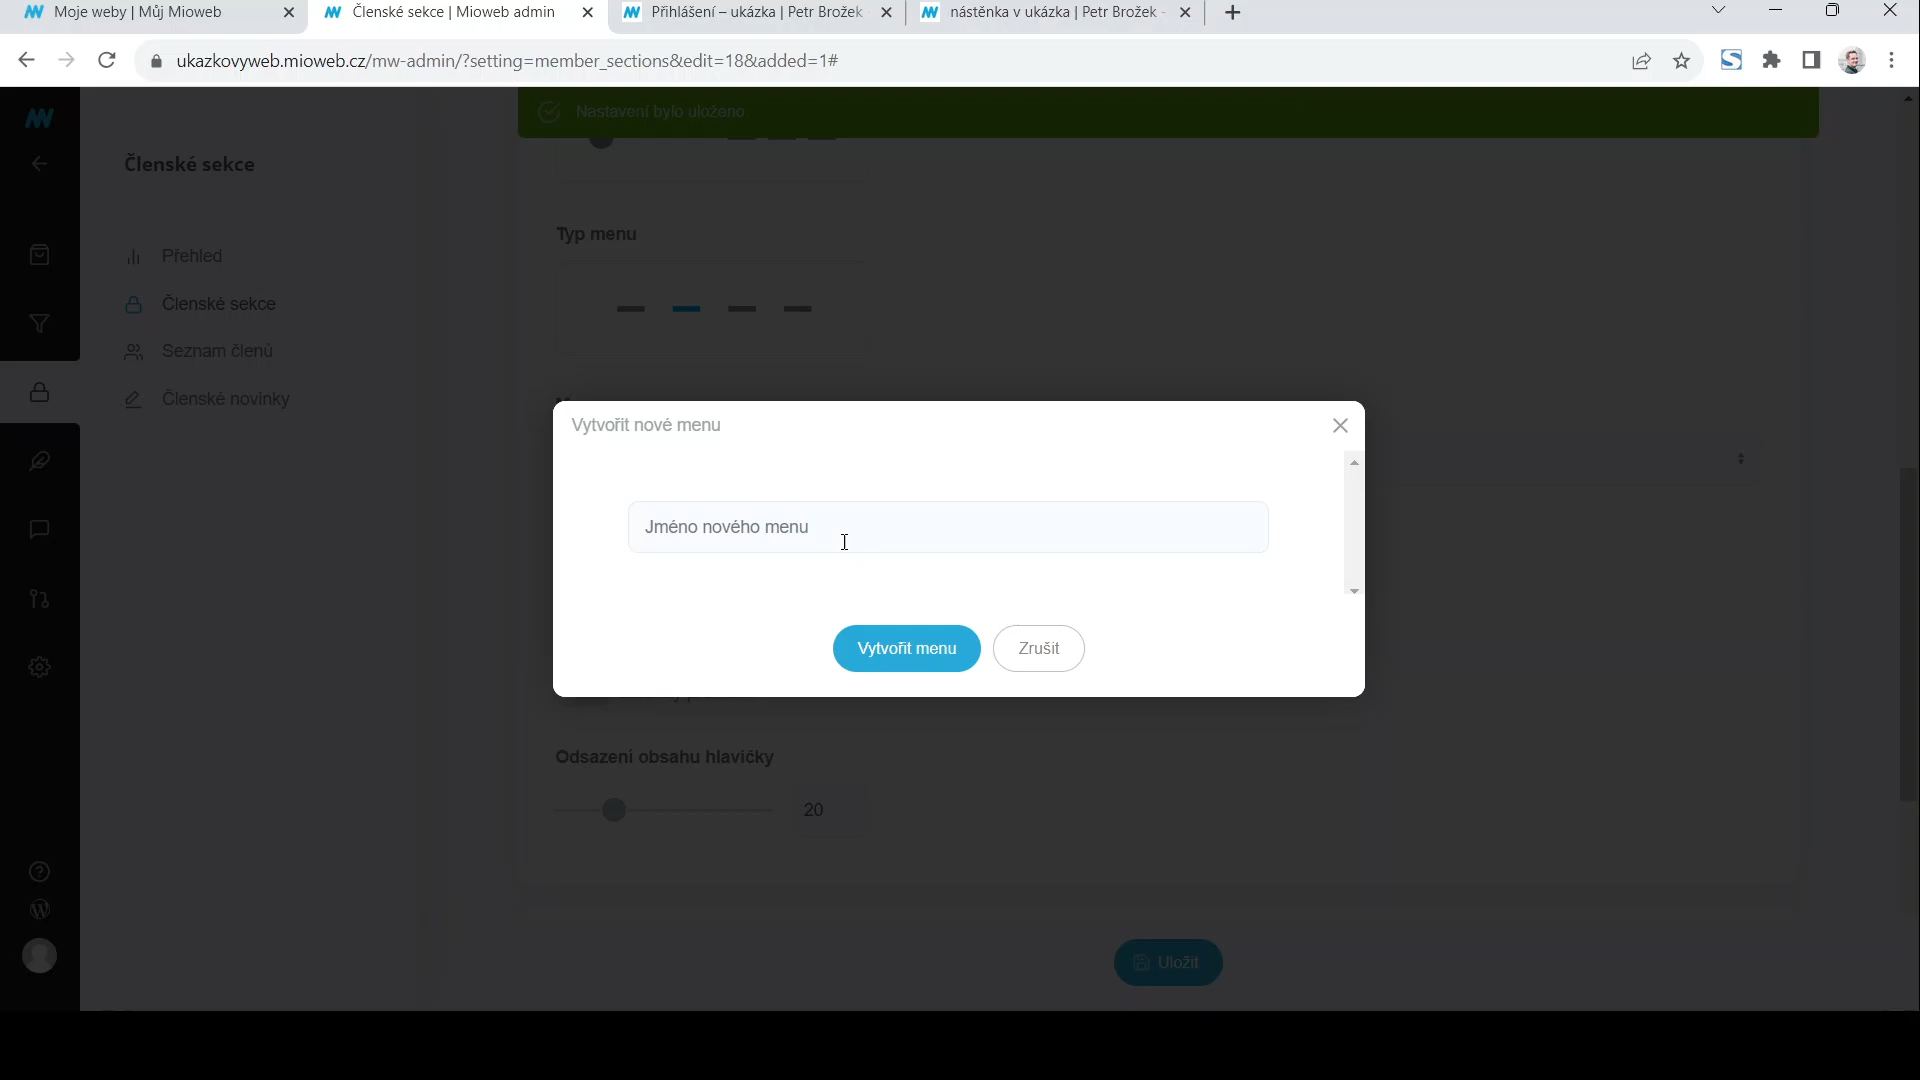 Moje weby | Můj Mioweb
Členské sekce | Mioweb admin
Přihlášení – ukázka | Petr Brožek
nástěnka v ukázka | Petr Brožek -
ukazkovyweb.mioweb.cz/mw-admin/?setting=member_sections&edit=18&added=1#
Nastavení bylo uloženo.
Členské sekce
Přehled
Členské sekce
Seznam členů
Členské novinky
Typ menu
Vytvořit nové menu
Jméno nového menu
Vytvořit menu
Zrušit
Odsazení obsahu hlavičky
20
Uložit